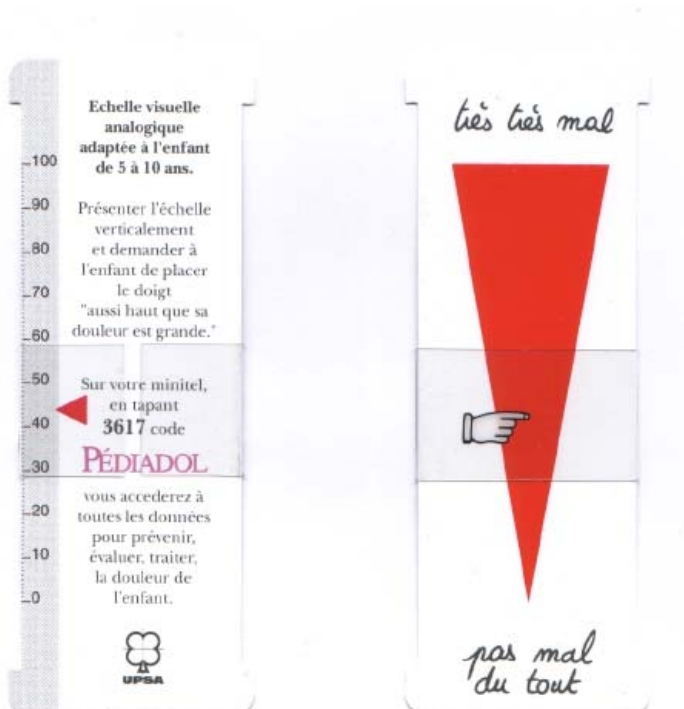 Echelle visuelle
analogique
adaptée à l'enfant
de 5 à 10 ans.
100
90
80
70
60
50
40
30
20
10
0
Présenter l'échelle
verticalement
et demander à
l'enfant de placer
le doigt
"aussi haut que sa
douleur est grande."
Sur votre minitel,
en tapant
3617 code
PÉDIADOL
vous accederez à
toutes les données
pour prévenir,
évaluer, traiter,
la douleur de
l'enfant.
UPSA
très très mal
pas mal
du tout